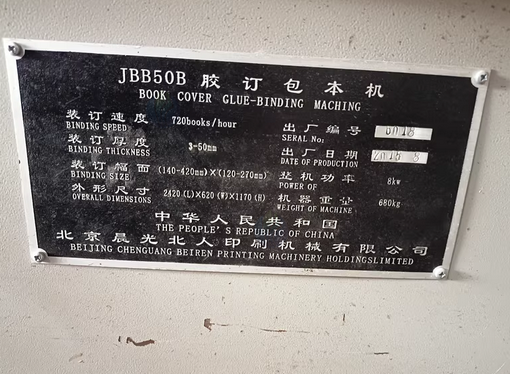 JBB50B 胶订包本机
BOOK COVER GLUE-BINDING MACHING
装订速度 720books/hour
BINDING SPEED
装订厚度 3-50mm
BINDING THICKNESS
装订幅面 (140-420mm)×(120-270mm)
BINDING SIZE
外形尺寸 2420(L)×620(W)×1170(H)
OVERALL DIMENSIONS
出厂编号
SERIAL No:
出厂日期
DATE OF PRODUCTION
整机功率 8kw
POWER OF
机器重量 680kg
WEIGHT OF MACHINE
中华人民共和国
THE PEOPLE'S REPUBLIC OF CHINA
北京晨光北人印刷机械有限公司
BEIJING CHENGUANG BEIREN PRINTING MACHINERY HOLDINGSLIMITED